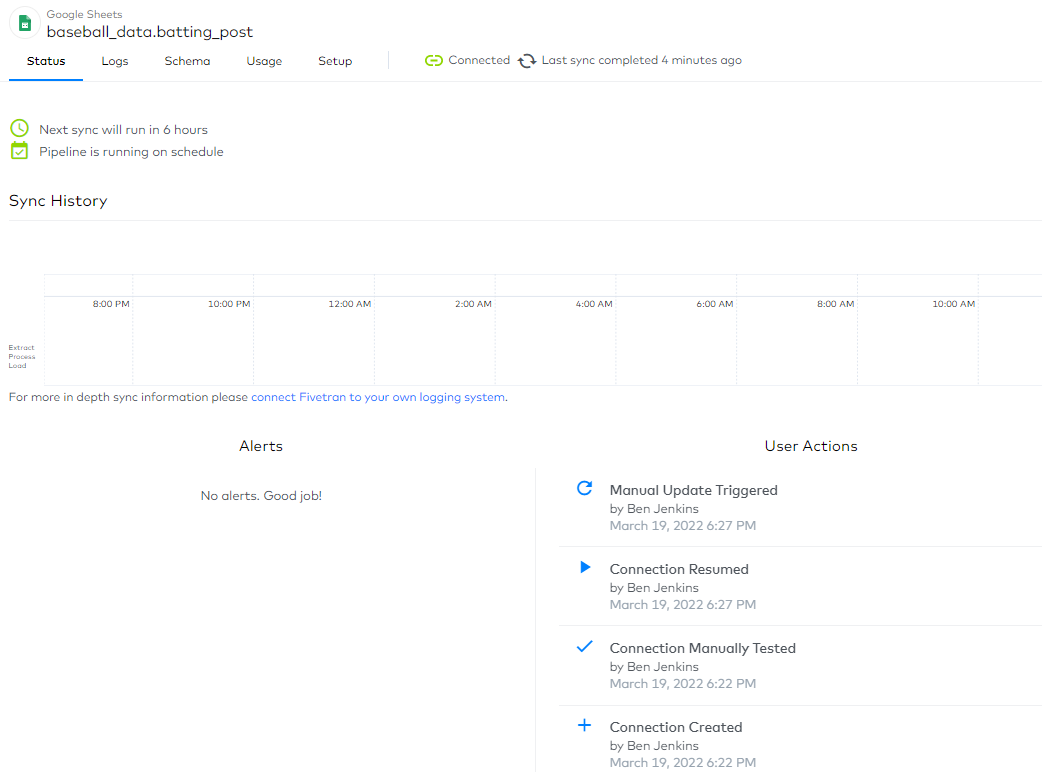 Google Sheets
baseball_data.batting_post
Status Logs Schema Usage Setup Connected Last sync completed 4 minutes ago
Next sync will run in 6 hours
Pipeline is running on schedule
Sync History
8:00 PM 10:00 PM 12:00 AM 2:00 AM 4:00 AM 6:00 AM 8:00 AM 10:00 AM
Extract
Process
Load
For more in depth sync information please connect Fivetran to your own logging system.
Alerts
No alerts. Good job!
User Actions
Manual Update Triggered
by Ben Jenkins
March 19, 2022 6:27 PM
Connection Resumed
by Ben Jenkins
March 19, 2022 6:27 PM
Connection Manually Tested
by Ben Jenkins
March 19, 2022 6:22 PM
Connection Created
by Ben Jenkins
March 19, 2022 6:22 PM